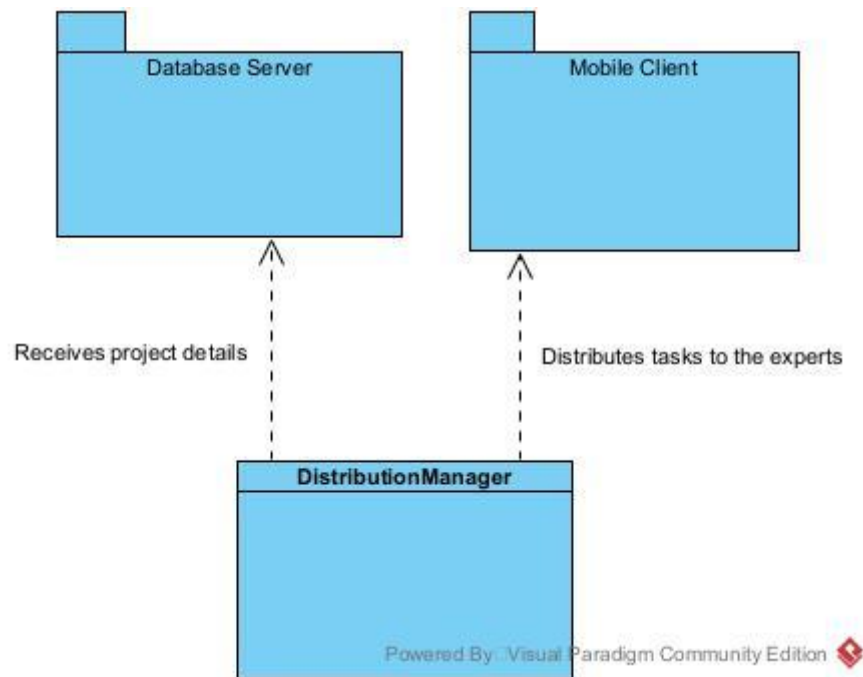 Database Server
Mobile Client
Receives project details
Distributes tasks to the experts
DistributionManager
Powered By: Visual Paradigm Community Edition